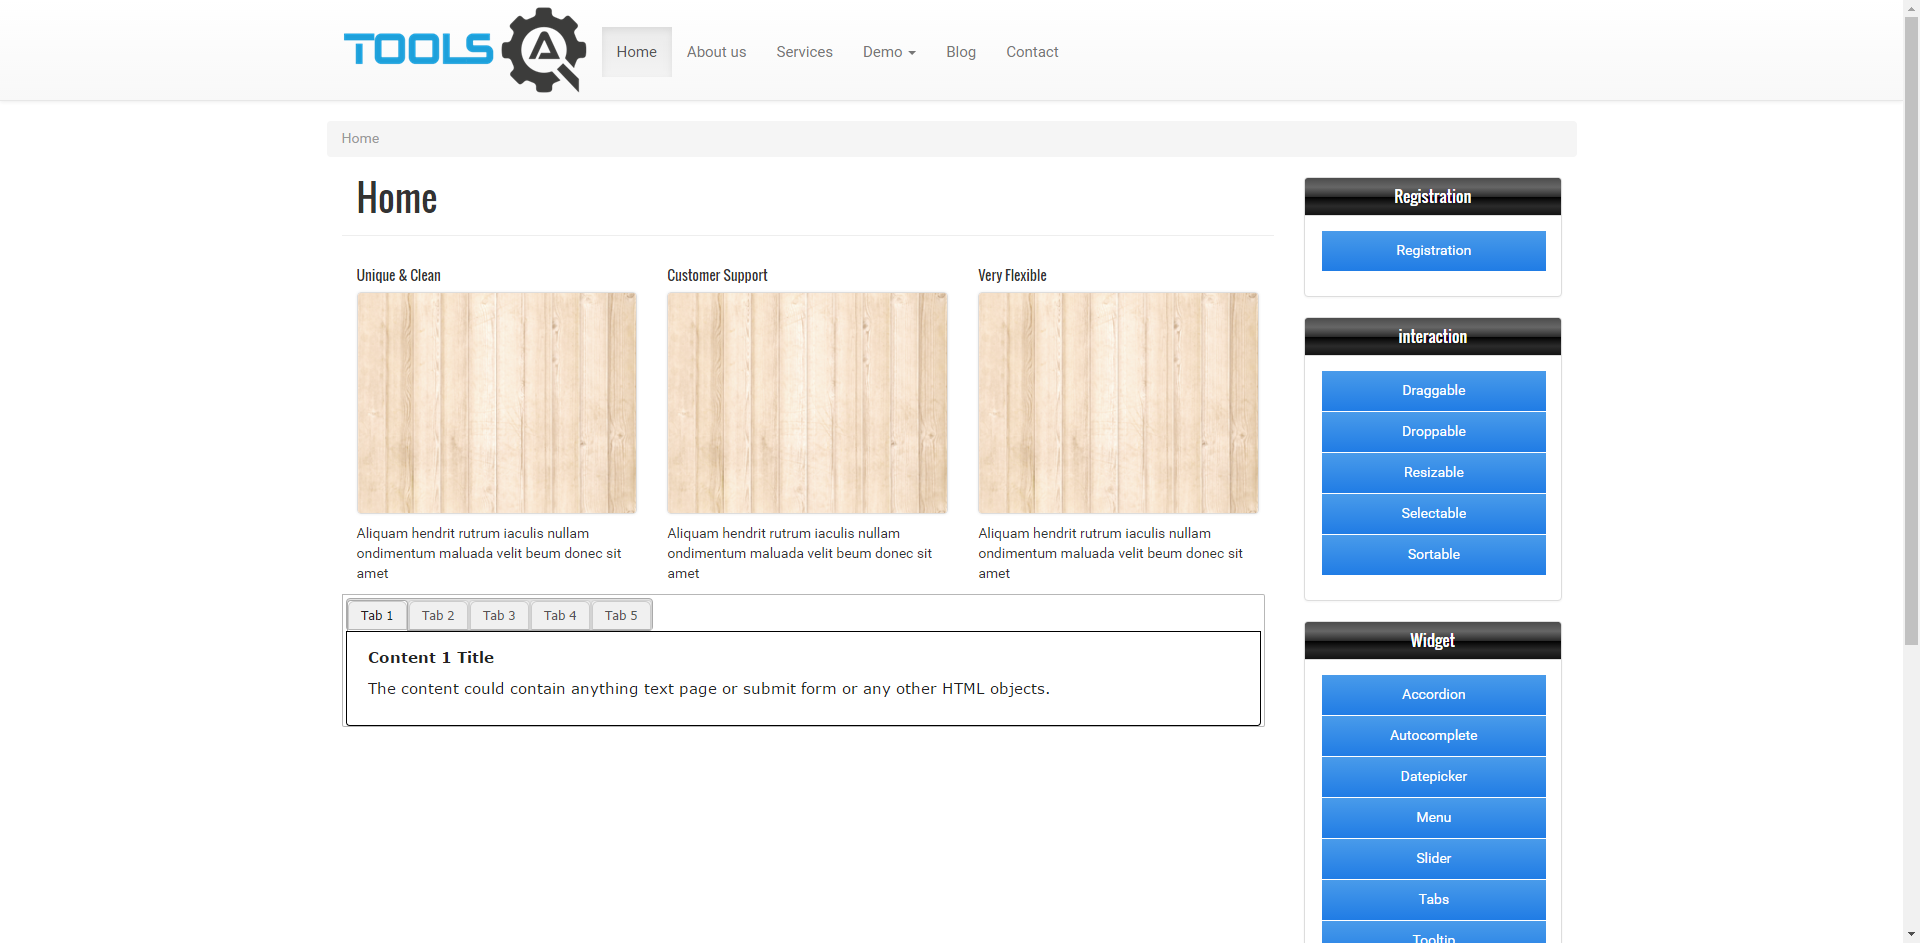 TOOLS QA
Home
About us
Services
Demo
Blog
Contact
Home
Home
Unique & Clean
Aliquam hendrit rutrum iaculis nullam
ondimentum maluada velit beum donec sit
amet
Customer Support
Aliquam hendrit rutrum iaculis nullam
ondimentum maluada velit beum donec sit
amet
Very Flexible
Aliquam hendrit rutrum iaculis nullam
ondimentum maluada velit beum donec sit
amet
Tab 1
Tab 2
Tab 3
Tab 4
Tab 5
Content 1 Title
The content could contain anything text page or submit form or any other HTML objects.
Registration
Registration
interaction
Draggable
Droppable
Resizable
Selectable
Sortable
Widget
Accordion
Autocomplete
Datepicker
Menu
Slider
Tabs
Tooltip